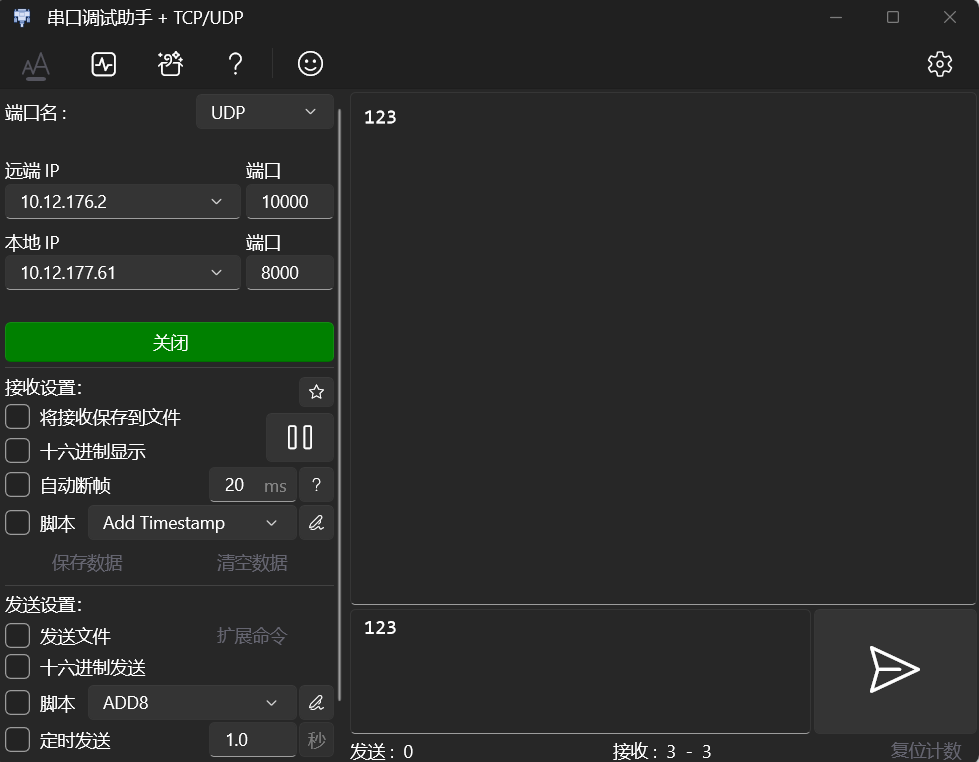 串口调试助手 + TCP/UDP
端口名 :
UDP
远端 IP
端口
10.12.176.2
10000
本地 IP
端口
10.12.177.61
8000
关闭
接收设置:
将接收保存到文件
十六进制显示
自动断帧
20 ms
?
脚本
Add Timestamp
保存数据
清空数据
发送设置:
发送文件
扩展命令
十六进制发送
脚本
ADD8
定时发送
1.0
秒
123
123
发送 : 0
接收 : 3 - 3
复位计数